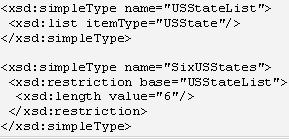 <xsd:simpleType name="USStateList">
<xsd:list itemType="USState"/>
</xsd:simpleType>
<xsd:simpleType name="SixUSStates">
<xsd:restriction base="USStateList">
<xsd:length value="6"/>
</xsd:restriction>
</xsd:simpleType>